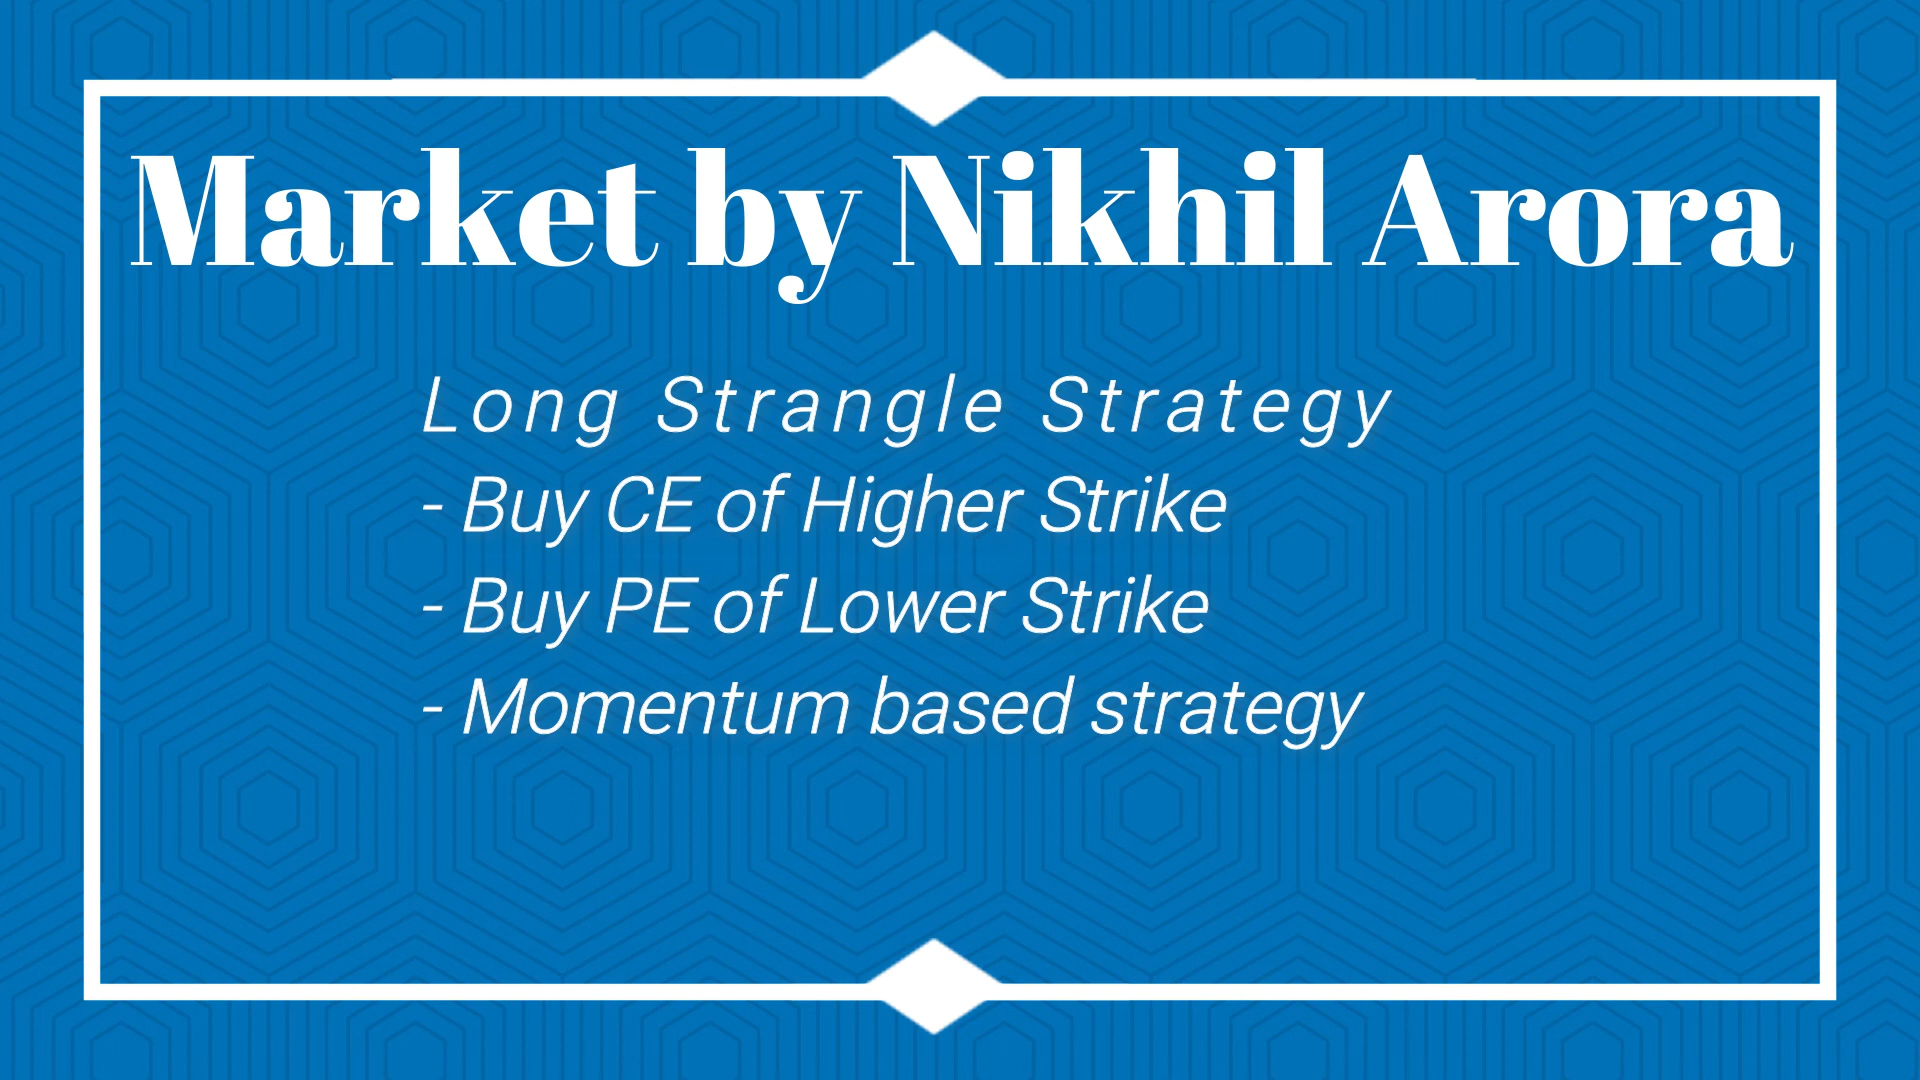 Market by Nikhil Arora
Long Strangle Strategy
- Buy CE of Higher Strike
- Buy PE of Lower Strike
- Momentum based strategy